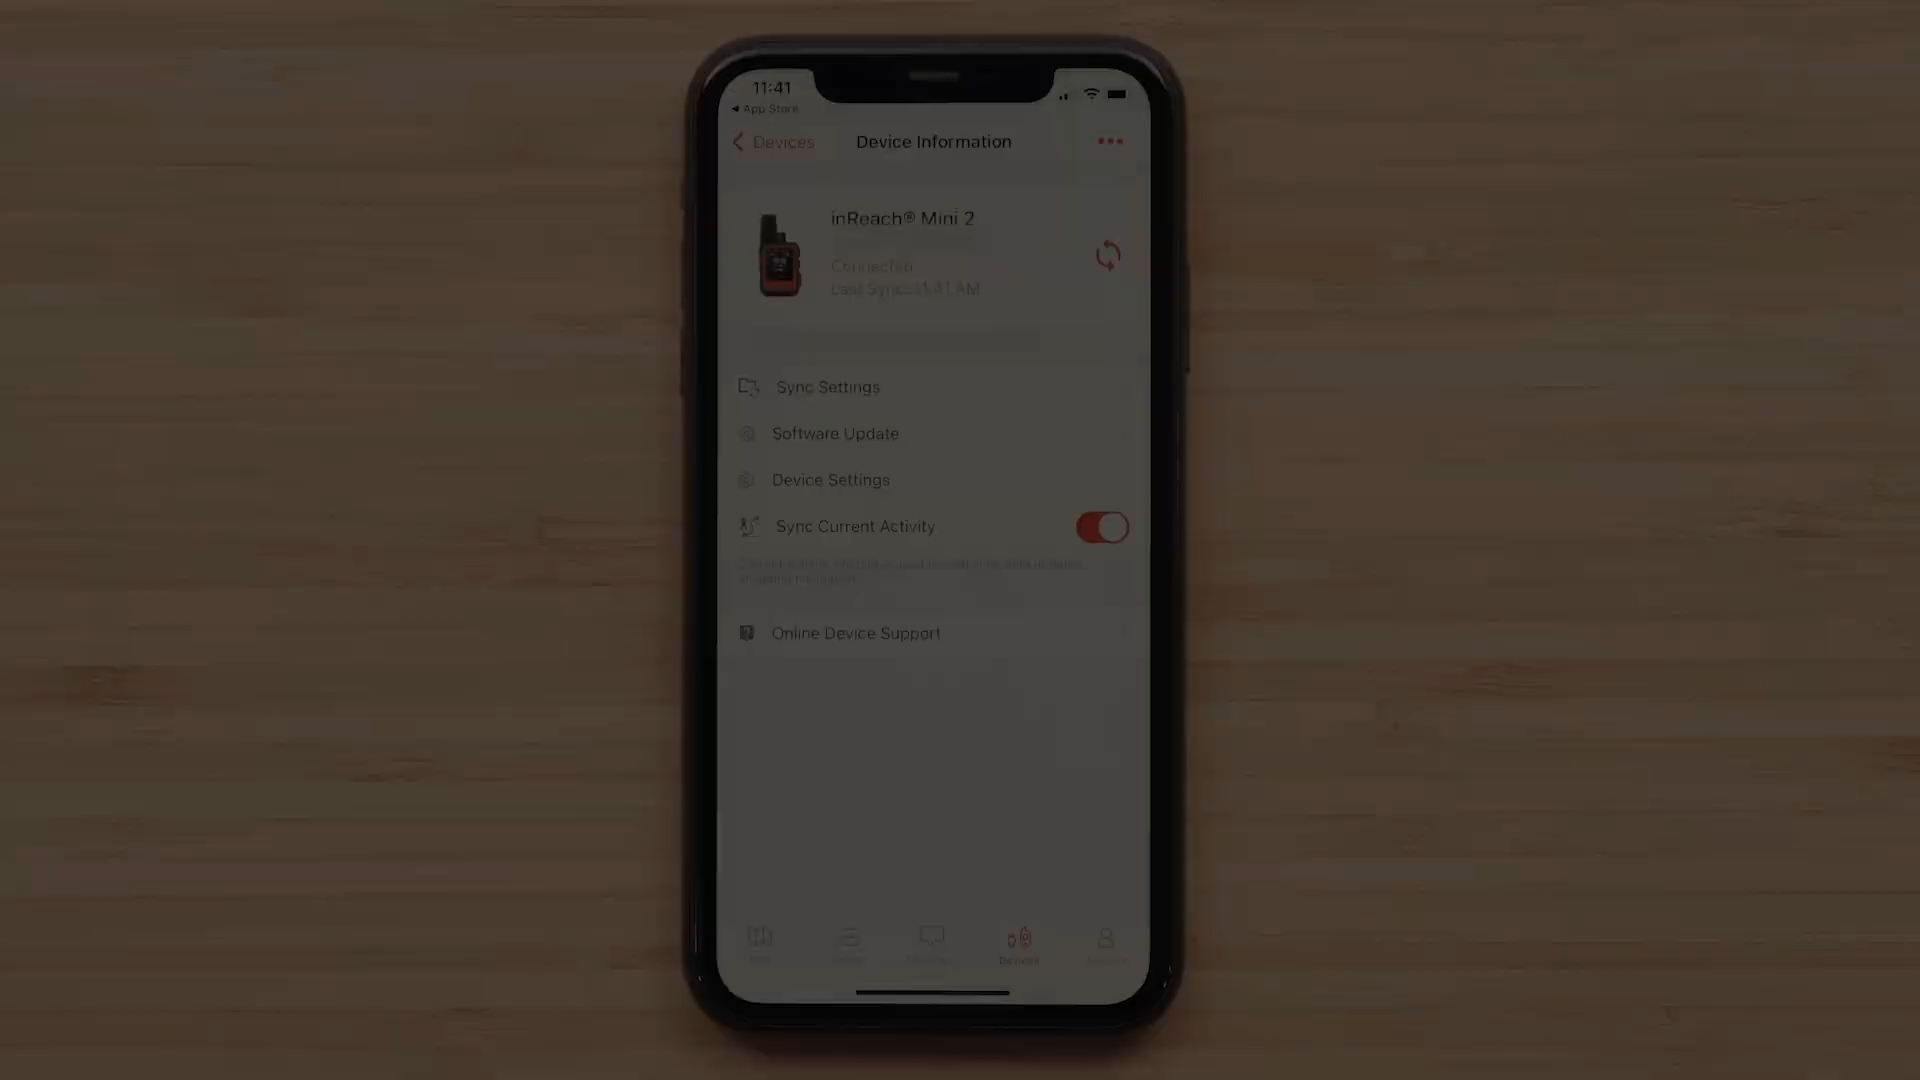 11:41
◄ App Store
Devices
Device Information
inReach® Mini 2
Connected
Last Sync: 11:41 AM
Sync Settings
Software Update
Device Settings
Sync Current Activity
Online Device Support
Devices